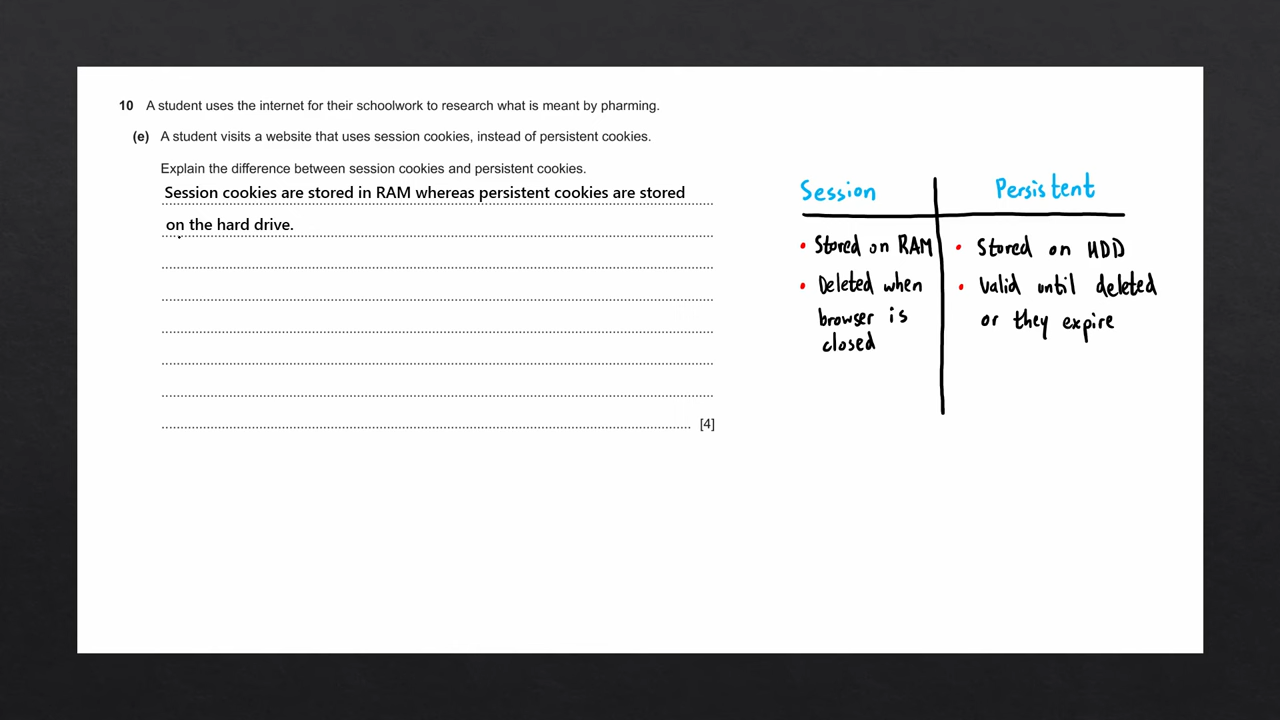 10 A student uses the internet for their schoolwork to research what is meant by pharming.
(e) A student visits a website that uses session cookies, instead of persistent cookies.
Explain the difference between session cookies and persistent cookies.
Session cookies are stored in RAM whereas persistent cookies are stored
on the hard drive.
[4]
Session
• Stored on RAM
• Deleted when
browser is
closed
Persistent
• Stored on HDD
• Valid until deleted
or they expire